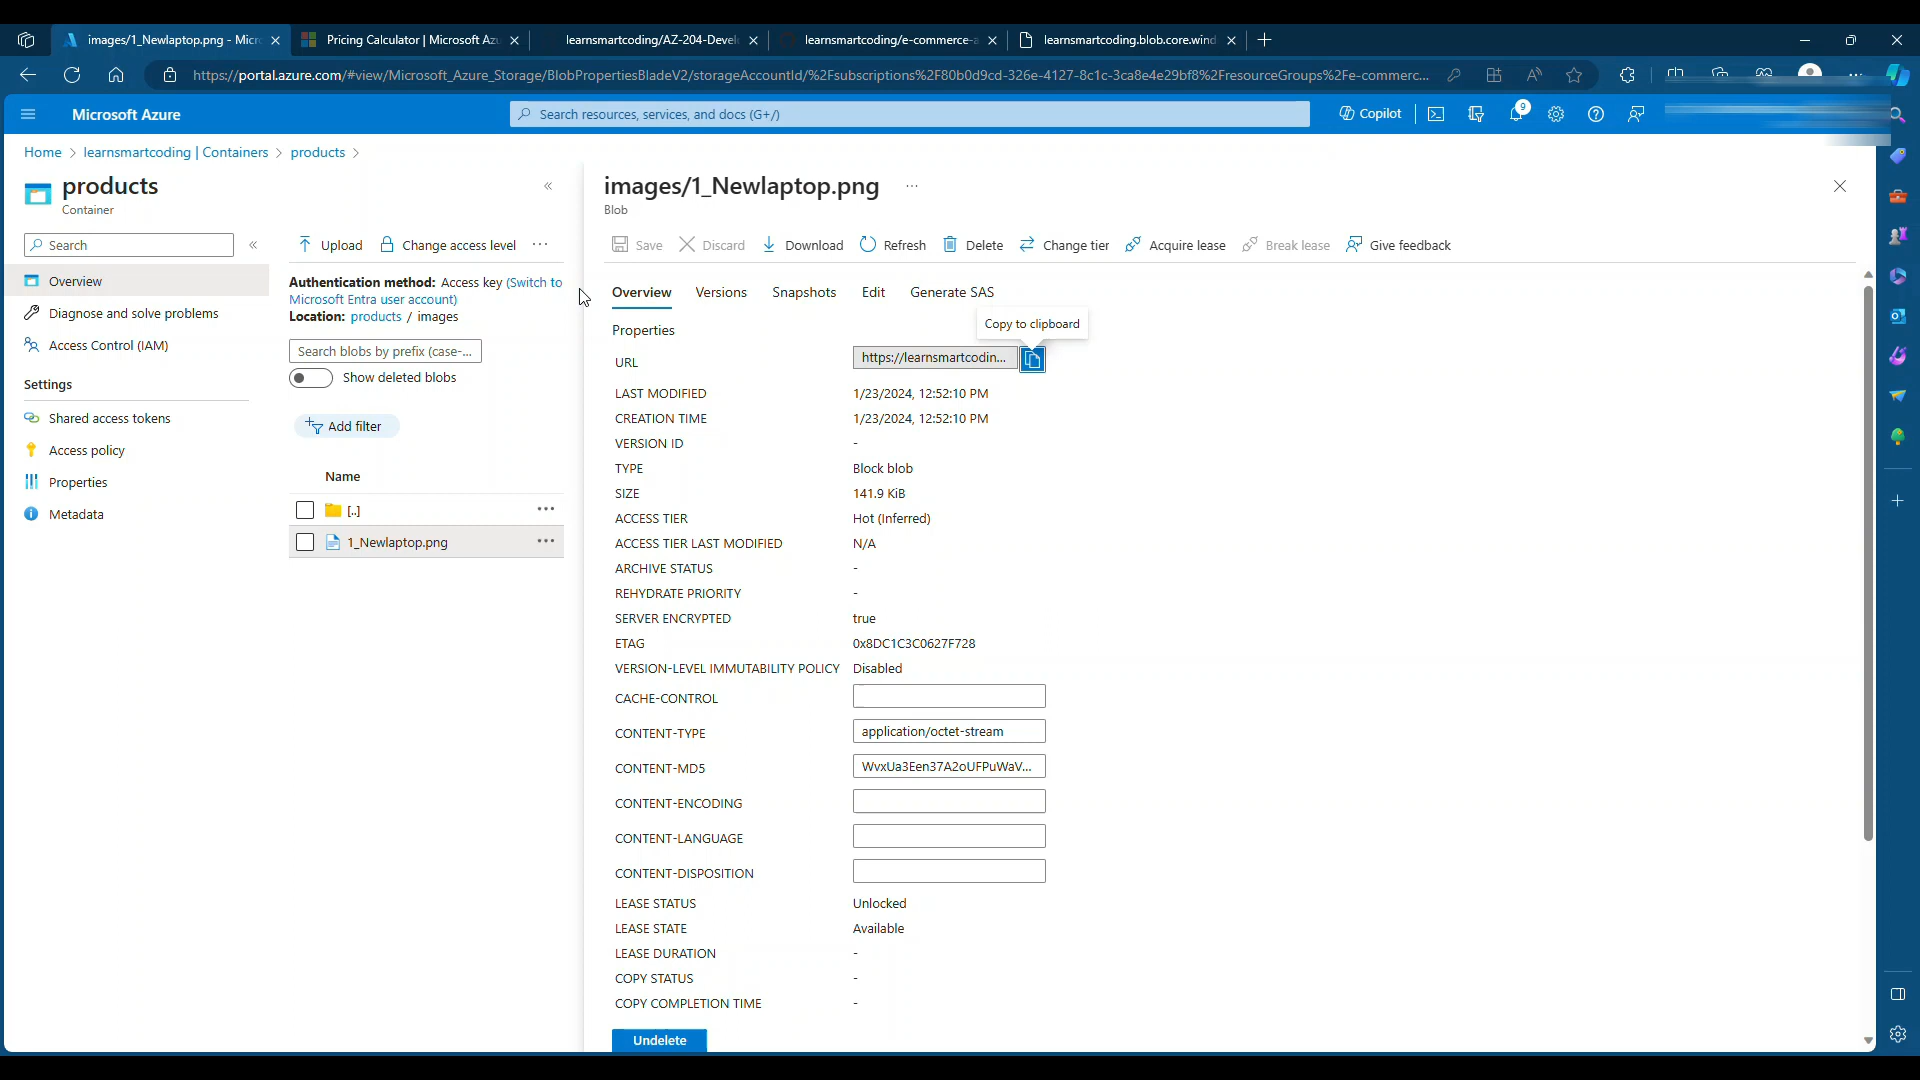 images/1_Newlaptop.png - Micr
Pricing Calculator | Microsoft Azu
learnsmartcoding/AZ-204-Devel
learnsmartcoding/e-commerce-a
learnsmartcoding.blob.core.wind
https://portal.azure.com/#view/Microsoft_Azure_Storage/BlobPropertiesBladeV2/storageAccountId/%2Fsubscriptions%2F80b0d9cd-326e-4127-8c1c-3ca8e4e29bf8%2FresourceGroups%2Fe-commerc...
Microsoft Azure
Search resources, services, and docs (G+/)
Copilot
9
Home > learnsmartcoding | Containers > products >
products
Container
Search
Overview
Diagnose and solve problems
Access Control (IAM)
Settings
Shared access tokens
Access policy
Properties
Metadata
Upload
Change access level
Authentication method: Access key (Switch to
Microsoft Entra user account)
Location: products / images
Search blobs by prefix (case-...
Show deleted blobs
Add filter
Name
[..]
1_Newlaptop.png
images/1_Newlaptop.png
Blob
Save
Discard
Download
Refresh
Delete
Change tier
Acquire lease
Break lease
Give feedback
Overview
Versions
Snapshots
Edit
Generate SAS
Copy to clipboard
Properties
URL https://learnsmartcodin...
LAST MODIFIED 1/23/2024, 12:52:10 PM
CREATION TIME 1/23/2024, 12:52:10 PM
VERSION ID -
TYPE Block blob
SIZE 141.9 KiB
ACCESS TIER Hot (Inferred)
ACCESS TIER LAST MODIFIED N/A
ARCHIVE STATUS -
REHYDRATE PRIORITY -
SERVER ENCRYPTED true
ETAG 0x8DC1C3C0627F728
VERSION-LEVEL IMMUTABILITY POLICY Disabled
CACHE-CONTROL
CONTENT-TYPE application/octet-stream
CONTENT-MD5 WvxUa3Een37A2oUFPuWaV...
CONTENT-ENCODING
CONTENT-LANGUAGE
CONTENT-DISPOSITION
LEASE STATUS Unlocked
LEASE STATE Available
LEASE DURATION -
COPY STATUS -
COPY COMPLETION TIME -
Undelete